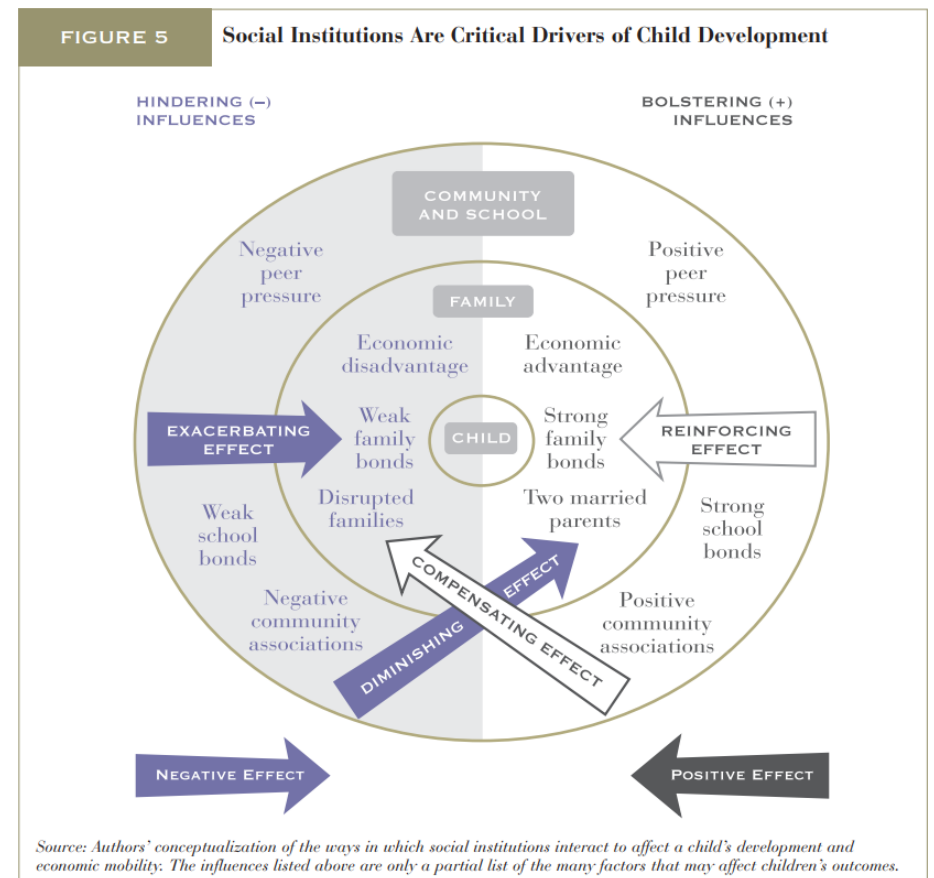 FIGURE 5
Social Institutions Are Critical Drivers of Child Development
HINDERING (–)
INFLUENCES
BOLSTERING (+)
INFLUENCES
COMMUNITY
AND SCHOOL
Negative
peer
pressure
Positive
peer
pressure
FAMILY
Economic
disadvantage
Economic
advantage
EXACERBATING
EFFECT
Weak
family
bonds
CHILD
Strong
family
bonds
REINFORCING
EFFECT
Disrupted
families
Two married
parents
Weak
school
bonds
Strong
school
bonds
Negative
community
associations
DIMINISHING EFFECT
COMPENSATING EFFECT
Positive
community
associations
NEGATIVE EFFECT
POSITIVE EFFECT
Source: Authors' conceptualization of the ways in which social institutions interact to affect a child's development and
economic mobility. The influences listed above are only a partial list of the many factors that may affect children's outcomes.